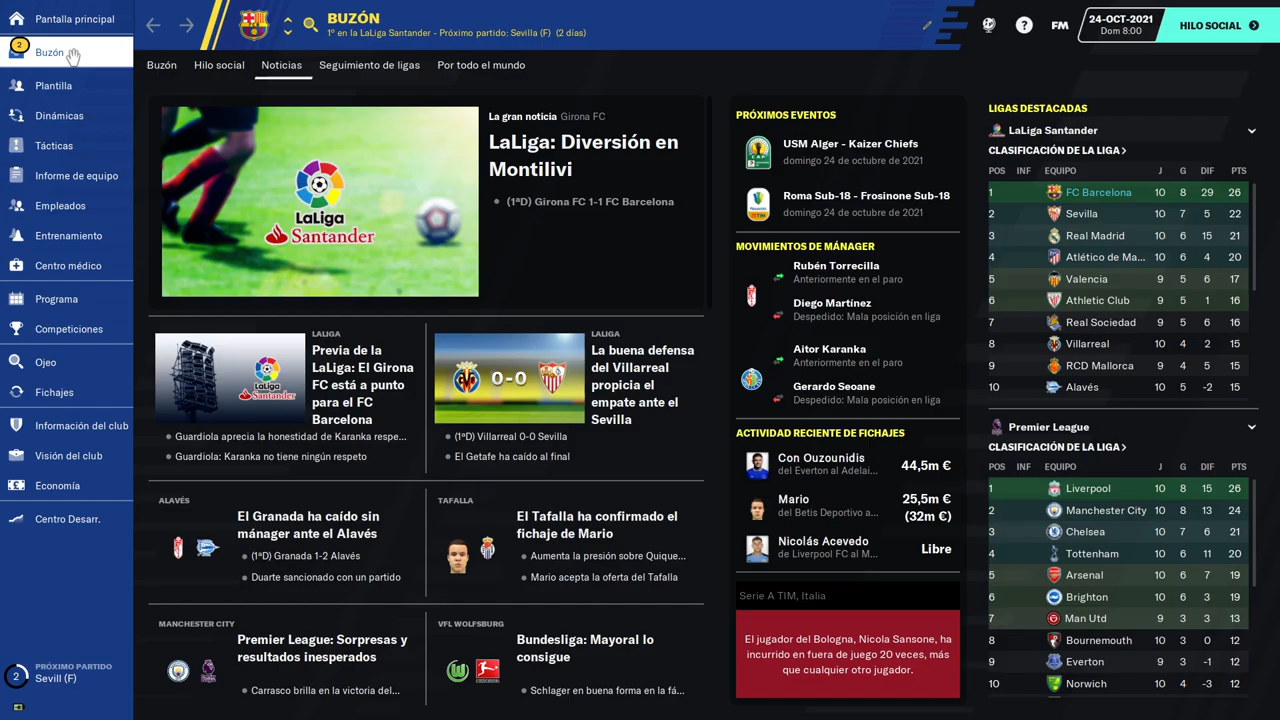 Pantalla principal
2
Buzón
Plantilla
Dinámicas
Tácticas
Informe de equipo
Empleados
Entrenamiento
Centro médico
Programa
Competiciones
Ojeo
Fichajes
Información del club
Visión del club
Economía
Centro Desarr.
2
PRÓXIMO PARTIDO
Sevill (F)
BUZÓN
1º en la LaLiga Santander - Próximo partido: Sevilla (F) (2 días)
?
FM
24-OCT-2021
Dom 8:00
HILO SOCIAL
Buzón Hilo social Noticias Seguimiento de ligas Por todo el mundo
LaLiga
Santander
La gran noticia Girona FC
LaLiga: Diversión en
Montilivi
(1ªD) Girona FC 1-1 FC Barcelona
LALIGA
Previa de la
LaLiga: El Girona
FC está a punto
para el FC
Barcelona
Guardiola aprecia la honestidad de Karanka respe...
Guardiola: Karanka no tiene ningún respeto
0-0
LALIGA
La buena defensa
del Villarreal
propicia el
empate ante el
Sevilla
(1ªD) Villarreal 0-0 Sevilla
El Getafe ha caído al final
ALAVÉS
El Granada ha caído sin
mánager ante el Alavés
(1ªD) Granada 1-2 Alavés
Duarte sancionado con un partido
TAFALLA
El Tafalla ha confirmado el
fichaje de Mario
Aumenta la presión sobre Quique...
Mario acepta la oferta del Tafalla
MANCHESTER CITY
Premier League: Sorpresas y
resultados inesperados
Carrasco brilla en la victoria del...
VFL WOLFSBURG
Bundesliga: Mayoral lo
consigue
Schlager en buena forma en la fá...
PRÓXIMOS EVENTOS
USM Alger - Kaizer Chiefs
domingo 24 de octubre de 2021
Roma Sub-18 - Frosinone Sub-18
domingo 24 de octubre de 2021
MOVIMIENTOS DE MÁNAGER
Rubén Torrecilla
Anteriormente en el paro
Diego Martínez
Despedido: Mala posición en liga
Aitor Karanka
Anteriormente en el paro
Gerardo Seoane
Despedido: Mala posición en liga
ACTIVIDAD RECIENTE DE FICHAJES
Con Ouzounidis
del Everton al Adelai...
44,5m €
Mario
del Betis Deportivo a...
25,5m €
(32m €)
Nicolás Acevedo
de Liverpool FC al M...
Libre
Serie A TIM, Italia
El jugador del Bologna, Nicola Sansone, ha
incurrido en fuera de juego 20 veces, más
que cualquier otro jugador.
LIGAS DESTACADAS
LaLiga Santander
CLASIFICACIÓN DE LA LIGA
POS INF EQUIPO J G DIF PTS
1 FC Barcelona 10 8 29 26
2 Sevilla 10 7 5 22
3 Real Madrid 10 6 15 21
4 Atlético de Ma... 10 6 4 20
5 Valencia 9 5 6 17
6 Athletic Club 9 5 1 16
7 Real Sociedad 9 5 6 16
8 Villarreal 10 4 2 15
9 RCD Mallorca 9 4 5 15
10 Alavés 10 5 -2 15
Premier League
CLASIFICACIÓN DE LA LIGA
POS INF EQUIPO J G DIF PTS
1 Liverpool 10 8 15 26
2 Manchester City 10 8 13 24
3 Chelsea 10 7 6 21
4 Tottenham 10 6 11 20
5 Arsenal 10 6 7 19
6 Brighton 10 6 3 19
7 Man Utd 9 3 3 13
8 Bournemouth 10 3 0 12
9 Everton 9 3 -1 12
10 Norwich 10 4 -3 12